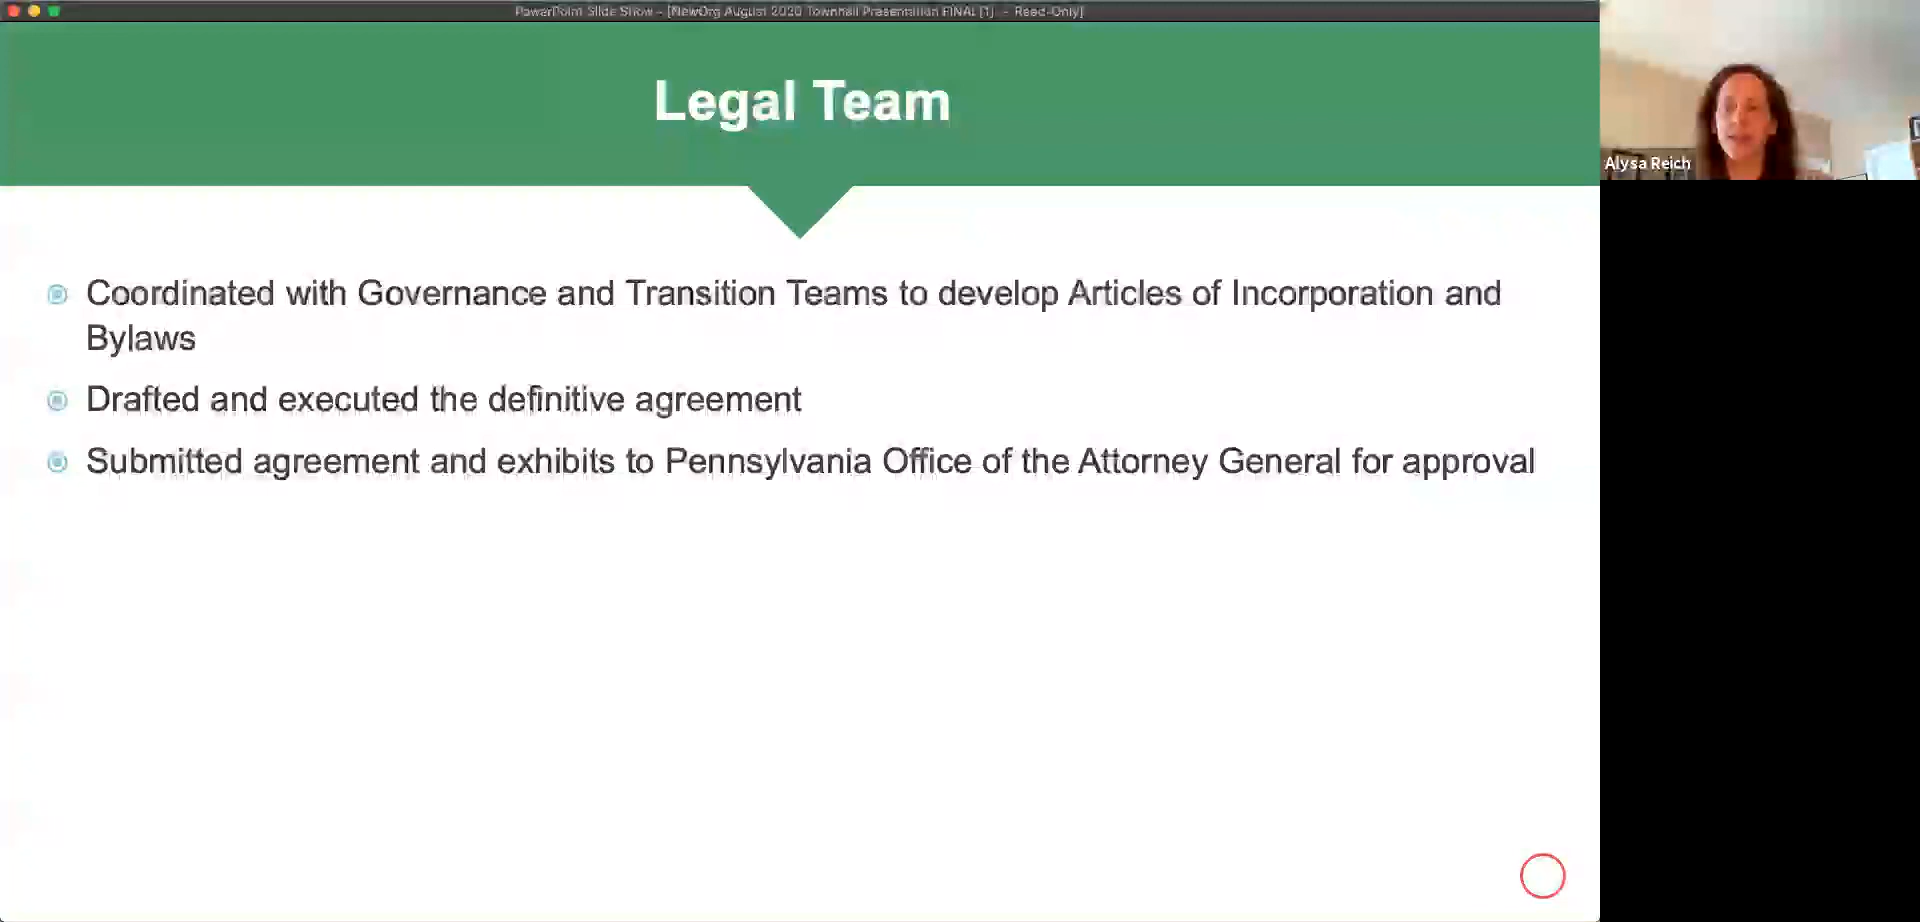 PowerPoint Slide Show - [NewOrg August 2020 Townhall Presentation FINAL [1] - Read-Only]
Legal Team
Alysa Reich
Coordinated with Governance and Transition Teams to develop Articles of Incorporation and
Bylaws
Drafted and executed the definitive agreement
Submitted agreement and exhibits to Pennsylvania Office of the Attorney General for approval